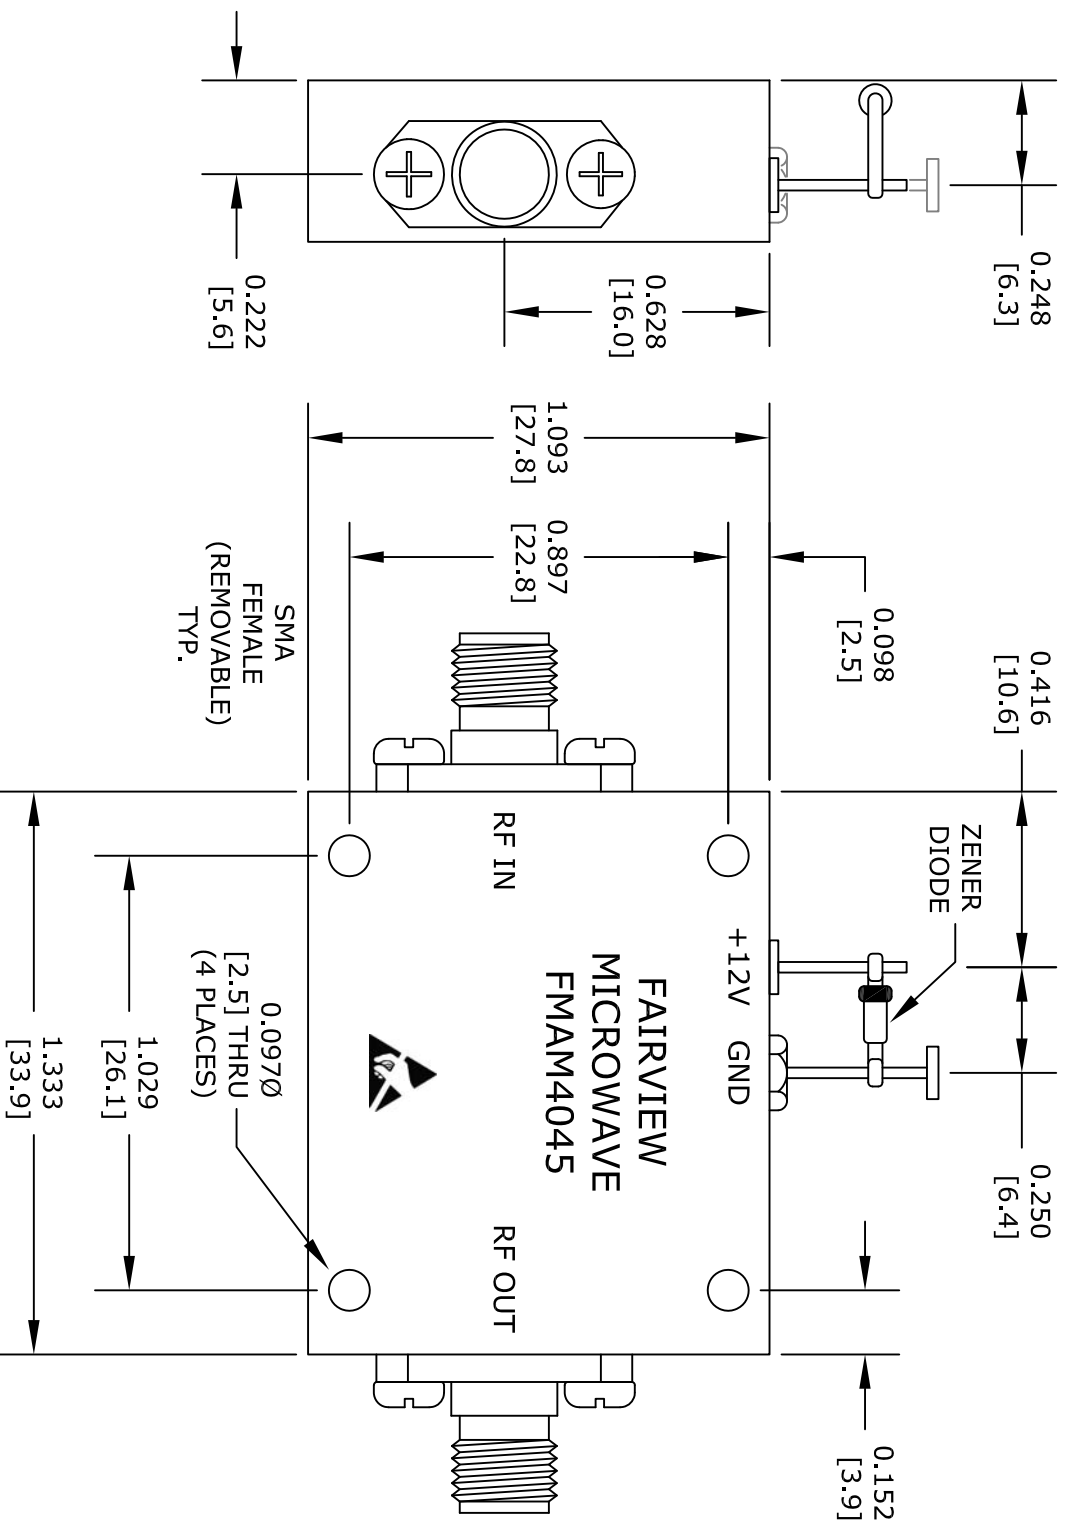 0.248
[6.3]
0.628
[16.0]
0.222
[5.6]
1.093
[27.8]
0.897
[22.8]
0.098
[2.5]
0.416
[10.6]
SMA
FEMALE
(REMOVABLE)
TYP.
ZENER
DIODE
RF IN
+12V
GND
FAIRVIEW
MICROWAVE
FMAM4045
RF OUT
0.250
[6.4]
0.152
[3.9]
0.097Ø
[2.5] THRU
(4 PLACES)
1.029
[26.1]
1.333
[33.9]